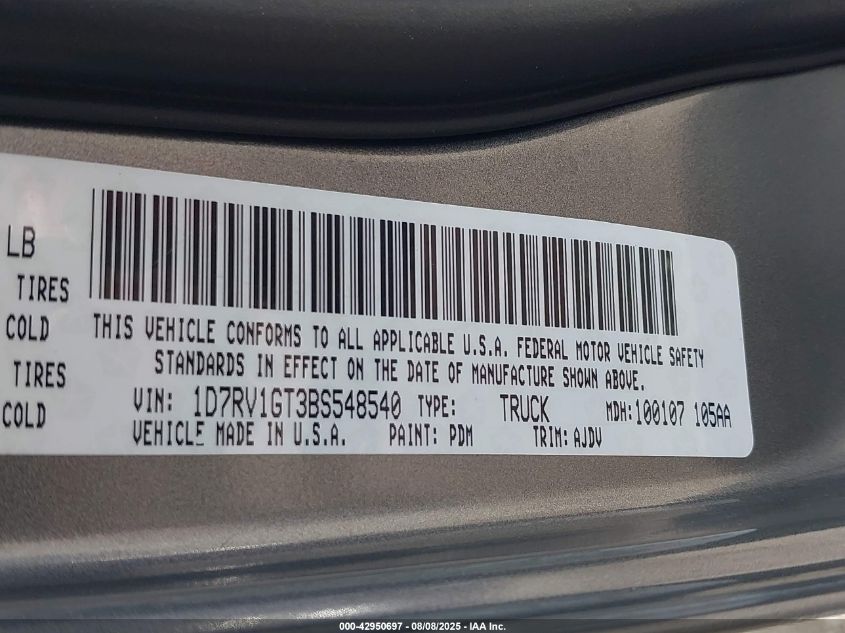 LB
TIRES
COLD
TIRES
COLD
THIS VEHICLE CONFORMS TO ALL APPLICABLE U.S.A. FEDERAL MOTOR VEHICLE SAFETY
STANDARDS IN EFFECT ON THE DATE OF MANUFACTURE SHOWN ABOVE.
VIN: 1D7RV1GT3BS548540 TYPE: TRUCK MDH:100107 105AA
VEHICLE MADE IN U.S.A. PAINT: PDM TRIM:AJDV
000-42950697 - 08/08/2025 - IAA Inc.